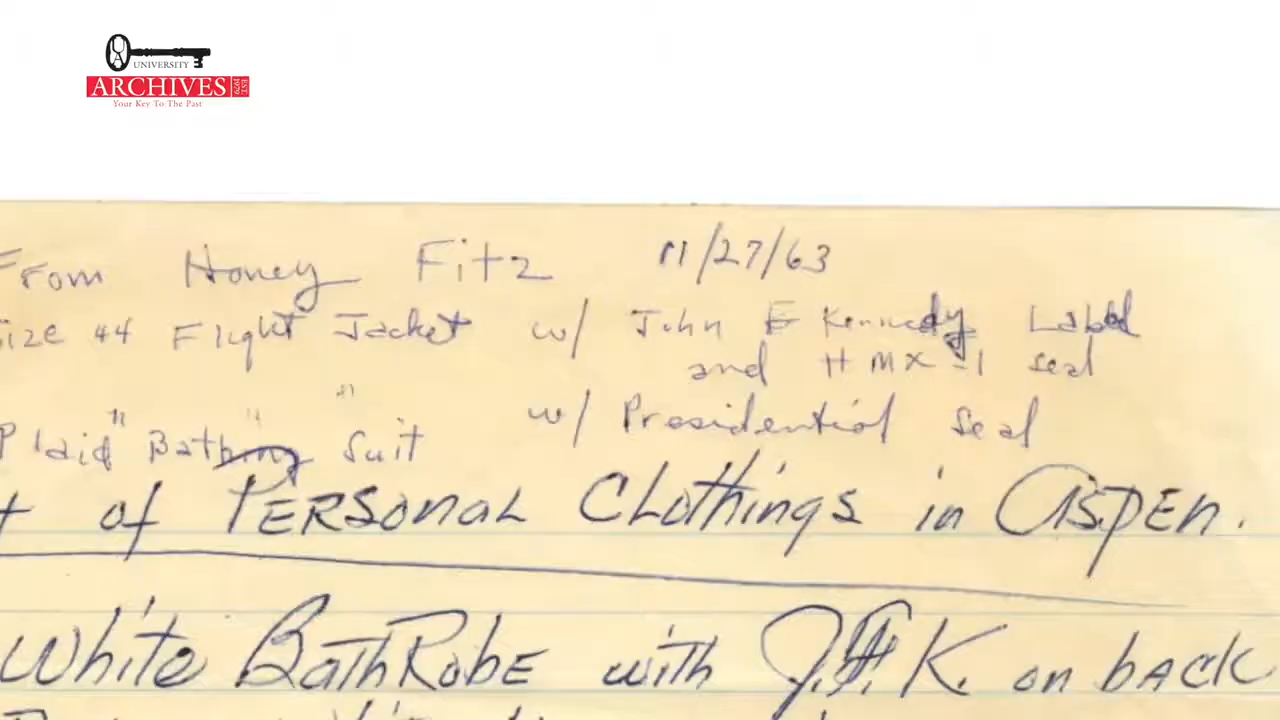 UNIVERSITY
ARCHIVES EST. 1979
Your Key To The Past
From Honey Fitz 11/27/63
Size 44 Flight Jacket w/ John F Kennedy Label
and HMX-1 seal
" " "
Plaid Bathing Suit w/ Presidential Seal
of PERSONAL CLothings in ASPEN.
White BathRobE with J.F.K. on back